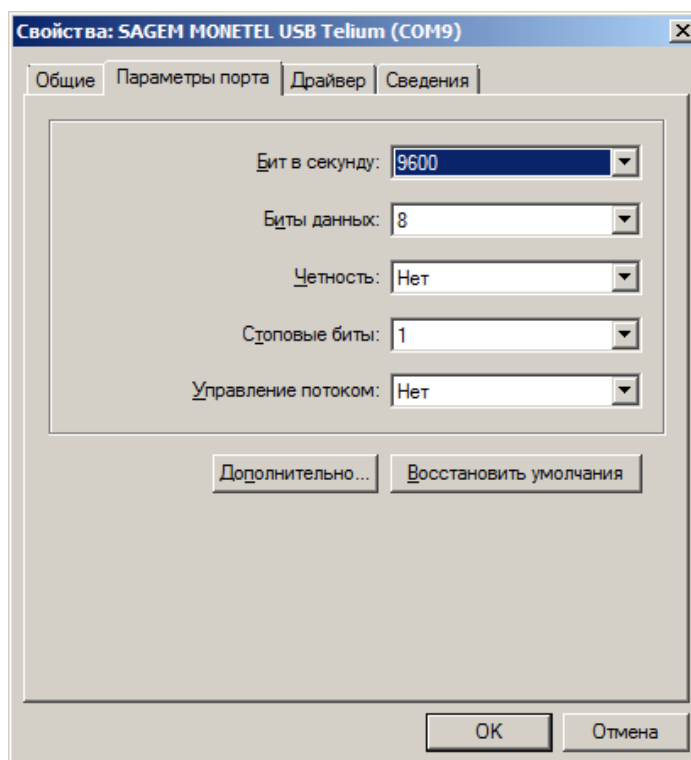 Свойства: SAGEM MONETEL USB Telium (COM9)
Общие Параметры порта Драйвер Сведения
Бит в секунду: 9600
Биты данных: 8
Четность: Нет
Стоповые биты: 1
Управление потоком: Нет
Дополнительно... Восстановить умолчания
OK Отмена